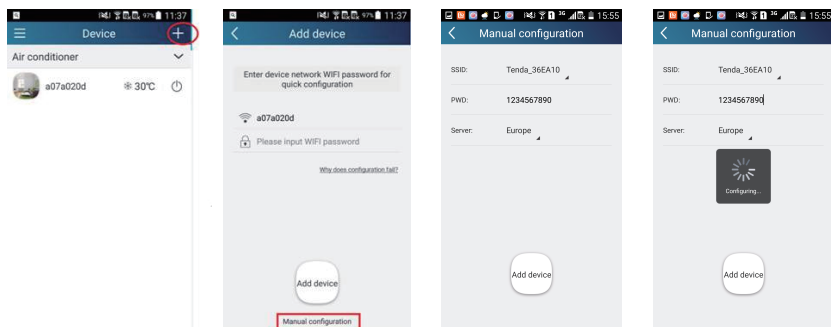 97% 11:37
Device
+
Air conditioner
a07a020d
30°C
97% 11:37
Add device
Enter device network WIFI password for
quick configuration
a07a020d
Please input WIFI password
Why does configuration fail?
Add device
Manual configuration
3G 15:55
Manual configuration
SSID: Tenda_36EA10
PWD: 1234567890
Server: Europe
Add device
3G 15:55
Manual configuration
SSID: Tenda_36EA10
PWD: 1234567890
Server: Europe
Configuring...
Add device